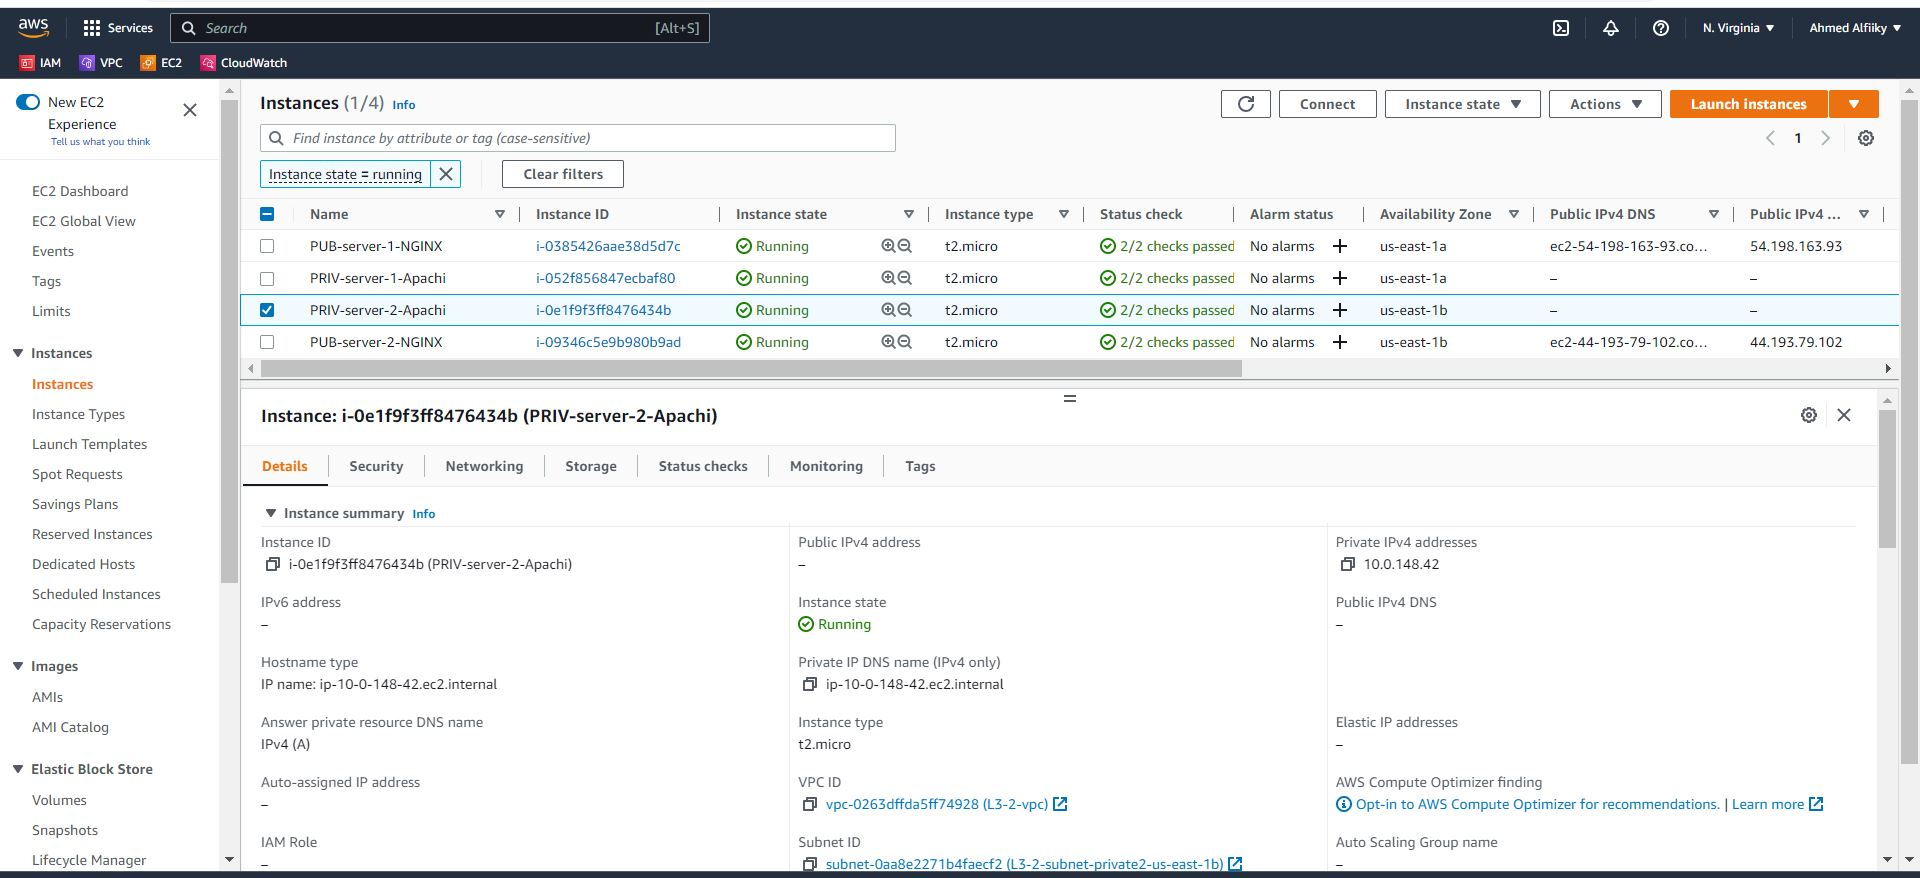 aws Services Search [Alt+S] N. Virginia Ahmed Alfiiky
IAM VPC EC2 CloudWatch
New EC2
Experience
Tell us what you think
EC2 Dashboard
EC2 Global View
Events
Tags
Limits
Instances
Instances
Instance Types
Launch Templates
Spot Requests
Savings Plans
Reserved Instances
Dedicated Hosts
Scheduled Instances
Capacity Reservations
Images
AMIs
AMI Catalog
Elastic Block Store
Volumes
Snapshots
Lifecycle Manager
Instances (1/4) Info Connect Instance state Actions Launch instances
Find instance by attribute or tag (case-sensitive) 1
Instance state = running Clear filters
Name Instance ID Instance state Instance type Status check Alarm status Availability Zone Public IPv4 DNS Public IPv4 ...
PUB-server-1-NGINX i-0385426aae38d5d7c Running t2.micro 2/2 checks passed No alarms + us-east-1a ec2-54-198-163-93.co... 54.198.163.93
PRIV-server-1-Apachi i-052f856847ecbaf80 Running t2.micro 2/2 checks passed No alarms + us-east-1a – –
PRIV-server-2-Apachi i-0e1f9f3ff8476434b Running t2.micro 2/2 checks passed No alarms + us-east-1b – –
PUB-server-2-NGINX i-09346c5e9b980b9ad Running t2.micro 2/2 checks passed No alarms + us-east-1b ec2-44-193-79-102.co... 44.193.79.102
Instance: i-0e1f9f3ff8476434b (PRIV-server-2-Apachi)
Details Security Networking Storage Status checks Monitoring Tags
Instance summary Info
Instance ID Public IPv4 address Private IPv4 addresses
i-0e1f9f3ff8476434b (PRIV-server-2-Apachi) – 10.0.148.42
IPv6 address Instance state Public IPv4 DNS
– Running –
Hostname type Private IP DNS name (IPv4 only)
IP name: ip-10-0-148-42.ec2.internal ip-10-0-148-42.ec2.internal
Answer private resource DNS name Instance type Elastic IP addresses
IPv4 (A) t2.micro –
Auto-assigned IP address VPC ID AWS Compute Optimizer finding
– vpc-0263dffda5ff74928 (L3-2-vpc) Opt-in to AWS Compute Optimizer for recommendations. | Learn more
IAM Role Subnet ID Auto Scaling Group name
– subnet-0aa8e2271b4faecf2 (L3-2-subnet-private2-us-east-1b) –